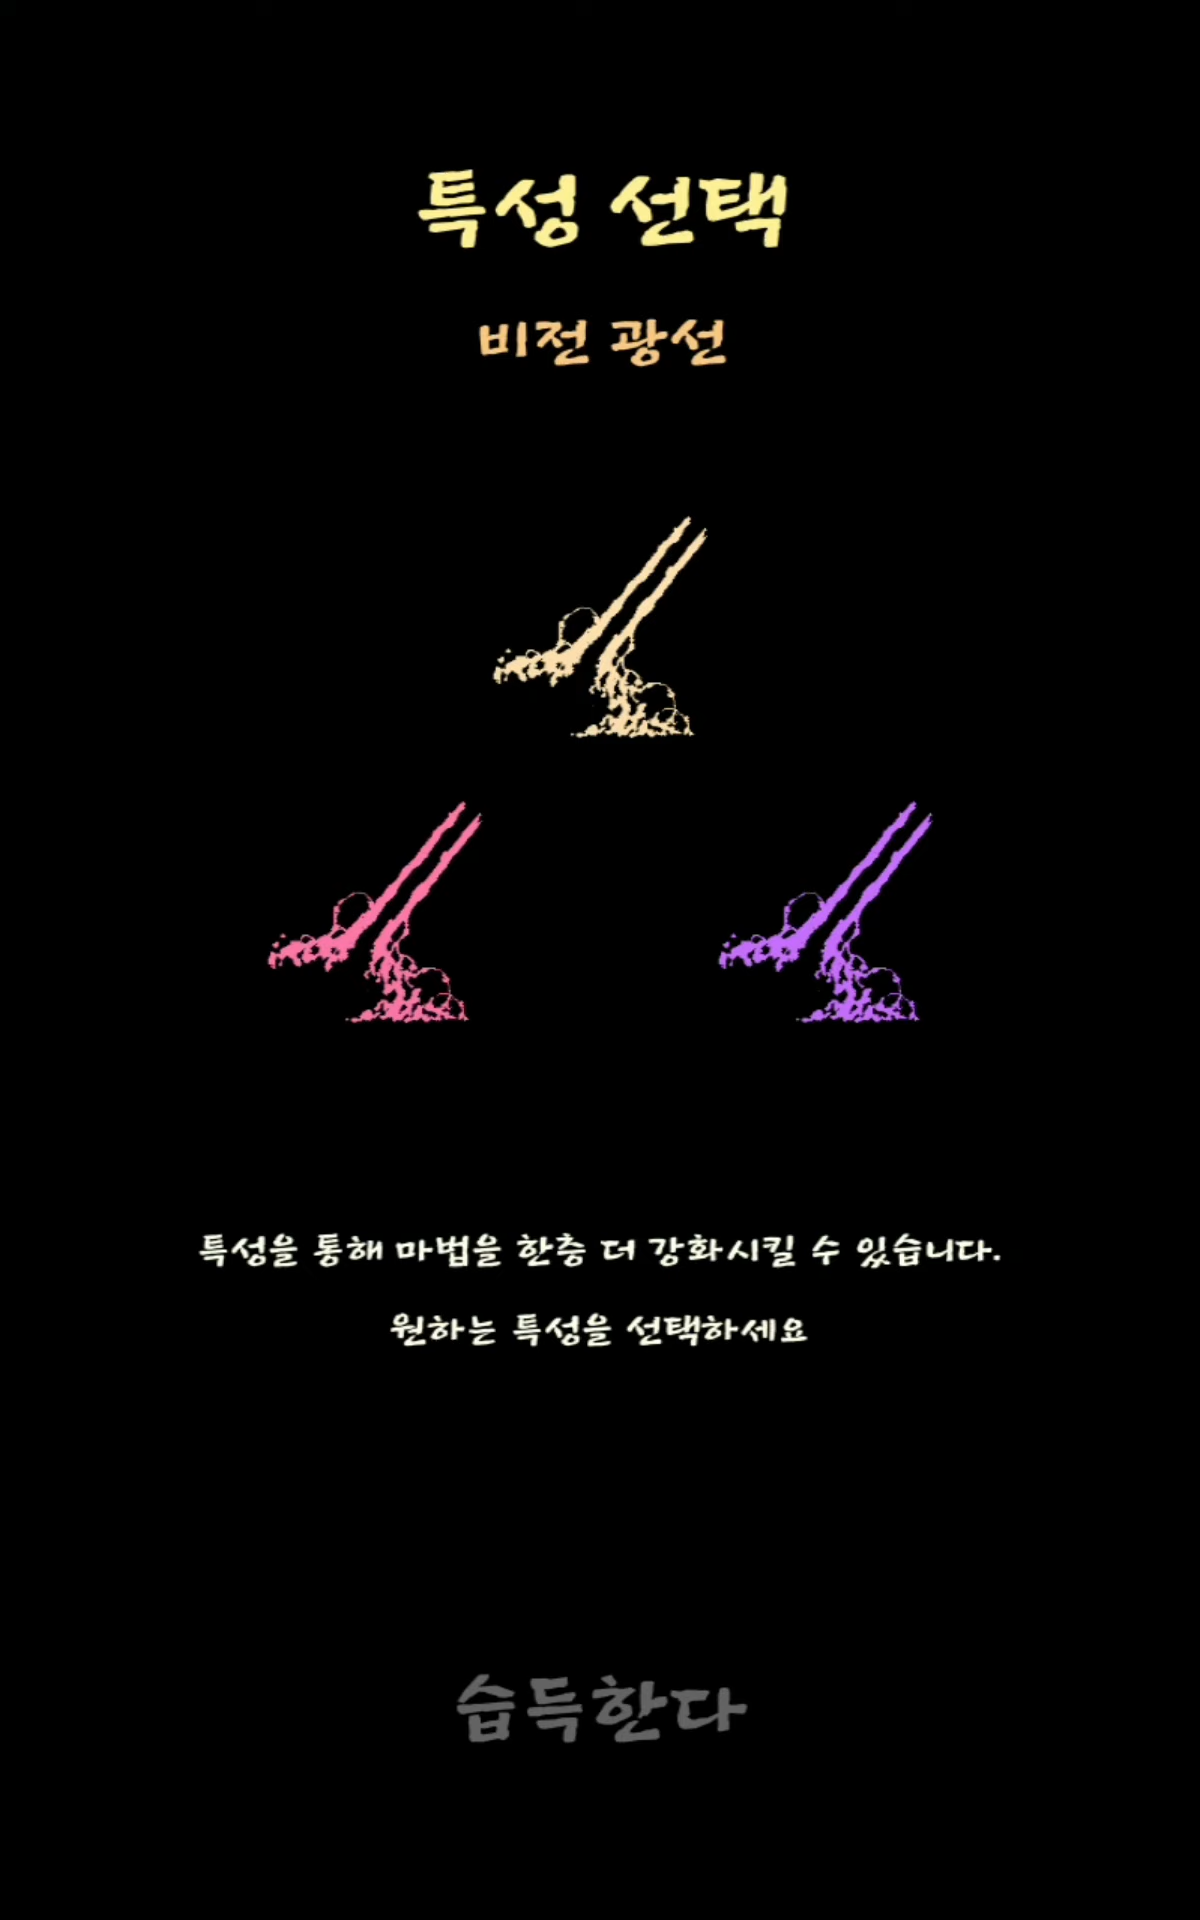 특성 선택
비전 광선
특성을 통해 마법을 한층 더 강화시킬 수 있습니다.
원하는 특성을 선택하세요
습득한다